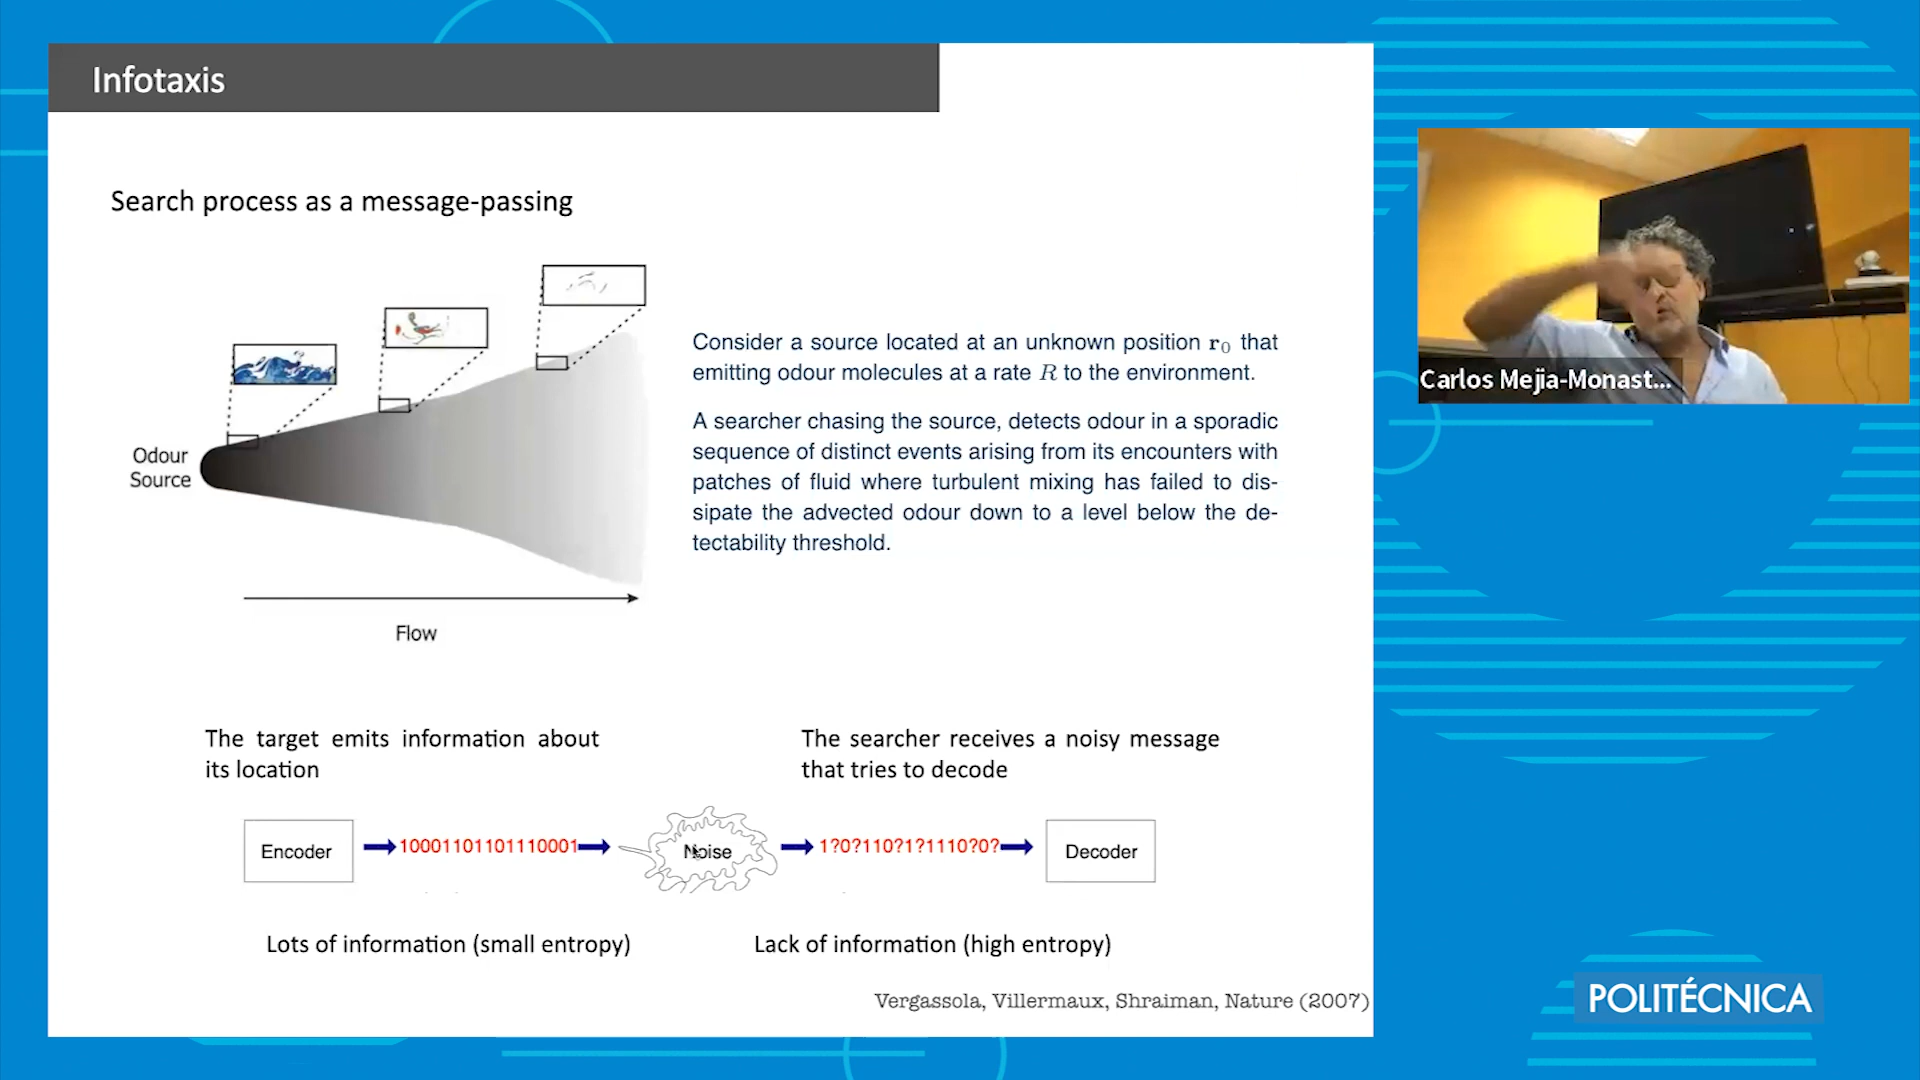 Infotaxis
Search process as a message-passing
Odour
Source
Flow
Consider a source located at an unknown position r₀ that
emitting odour molecules at a rate R to the environment.
A searcher chasing the source, detects odour in a sporadic
sequence of distinct events arising from its encounters with
patches of fluid where turbulent mixing has failed to dis-
sipate the advected odour down to a level below the de-
tectability threshold.
The target emits information about
its location
The searcher receives a noisy message
that tries to decode
Encoder
10001101101110001
Noise
1?0?110?1?1110?0?
Decoder
Lots of information (small entropy)
Lack of information (high entropy)
Vergassola, Villermaux, Shraiman, Nature (2007)
Carlos Mejia-Monast...
POLITÉCNICA